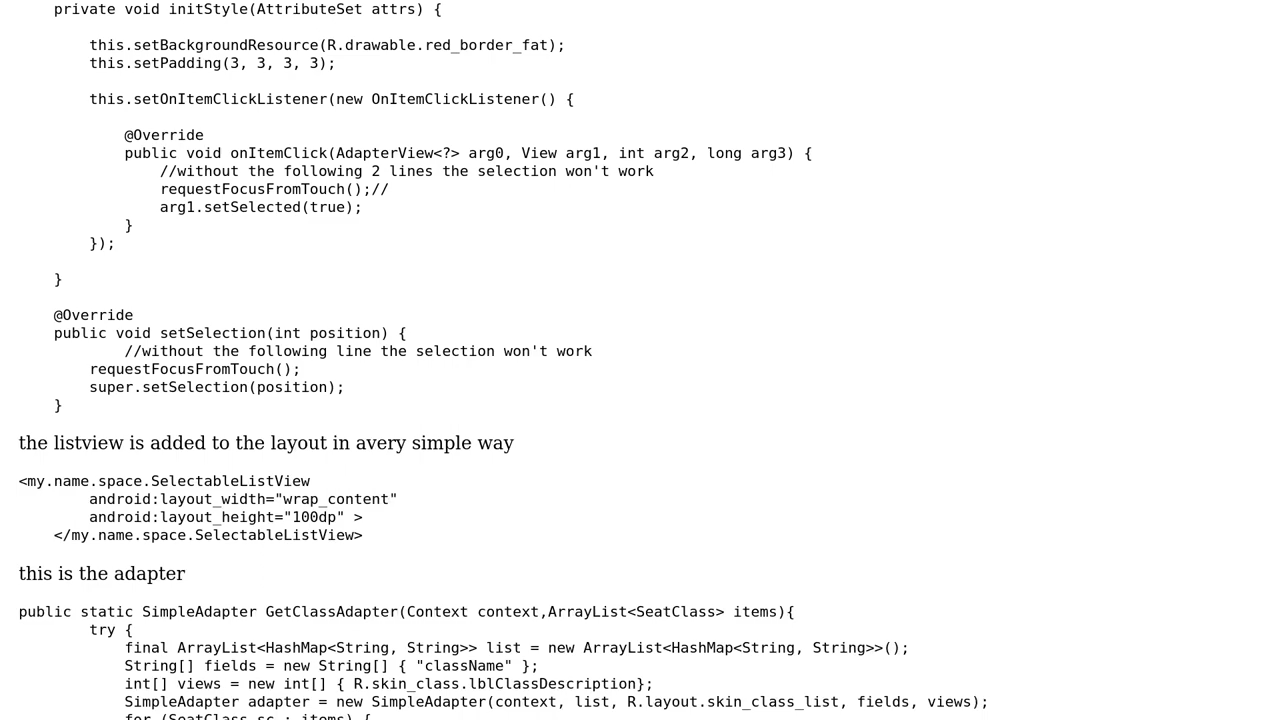 private void initStyle(AttributeSet attrs) {
this.setBackgroundResource(R.drawable.red_border_fat);
this.setPadding(3, 3, 3, 3);
this.setOnItemClickListener(new OnItemClickListener() {
@Override
public void onItemClick(AdapterView<?> arg0, View arg1, int arg2, long arg3) {
//without the following 2 lines the selection won't work
requestFocusFromTouch();//
arg1.setSelected(true);
}
});
}
@Override
public void setSelection(int position) {
//without the following line the selection won't work
requestFocusFromTouch();
super.setSelection(position);
}
the listview is added to the layout in avery simple way
<my.name.space.SelectableListView
android:layout_width="wrap_content"
android:layout_height="100dp" >
</my.name.space.SelectableListView>
this is the adapter
public static SimpleAdapter GetClassAdapter(Context context,ArrayList<SeatClass> items){
try {
final ArrayList<HashMap<String, String>> list = new ArrayList<HashMap<String, String>>();
String[] fields = new String[] { "className" };
int[] views = new int[] { R.skin_class.lblClassDescription};
SimpleAdapter adapter = new SimpleAdapter(context, list, R.layout.skin_class_list, fields, views);
for (SeatClass sc : items) {